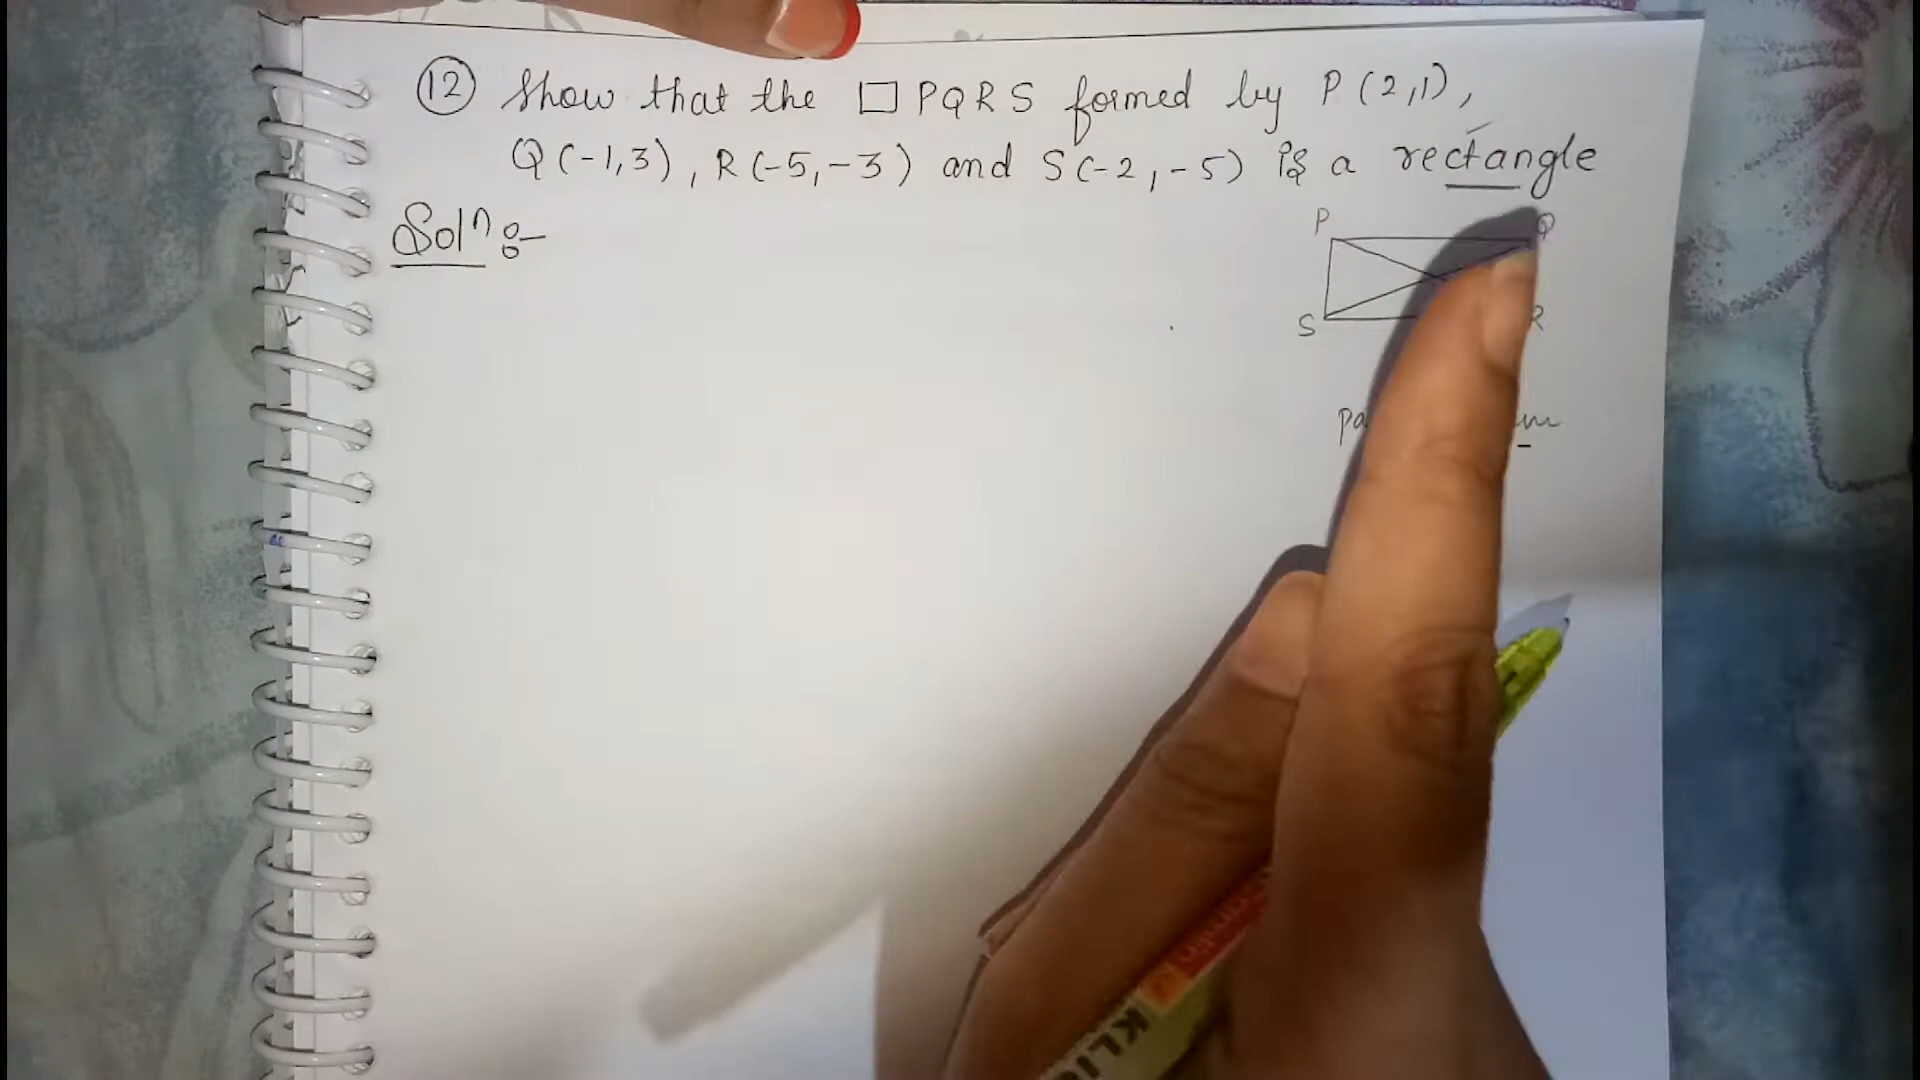 (12) Show that the □ PQRS formed by P(2,1),
Q(-1,3), R(-5,-3) and S(-2,-5) is a rectangle
Solⁿ :-
P Q
S R